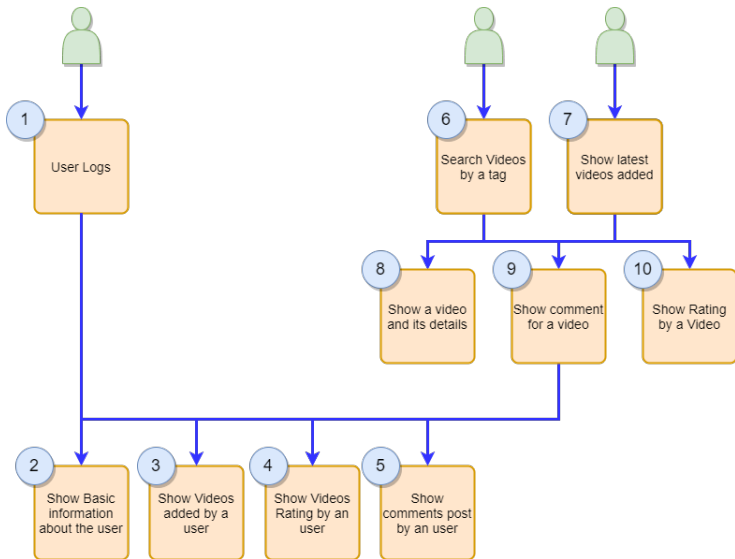 1
User Logs
6
Search Videos
by a tag
7
Show latest
videos added
8
Show a video
and its details
9
Show comment
for a video
10
Show Rating
by a Video
2
Show Basic
information
about the user
3
Show Videos
added by a
user
4
Show Videos
Rating by an
user
5
Show
comments post
by an user